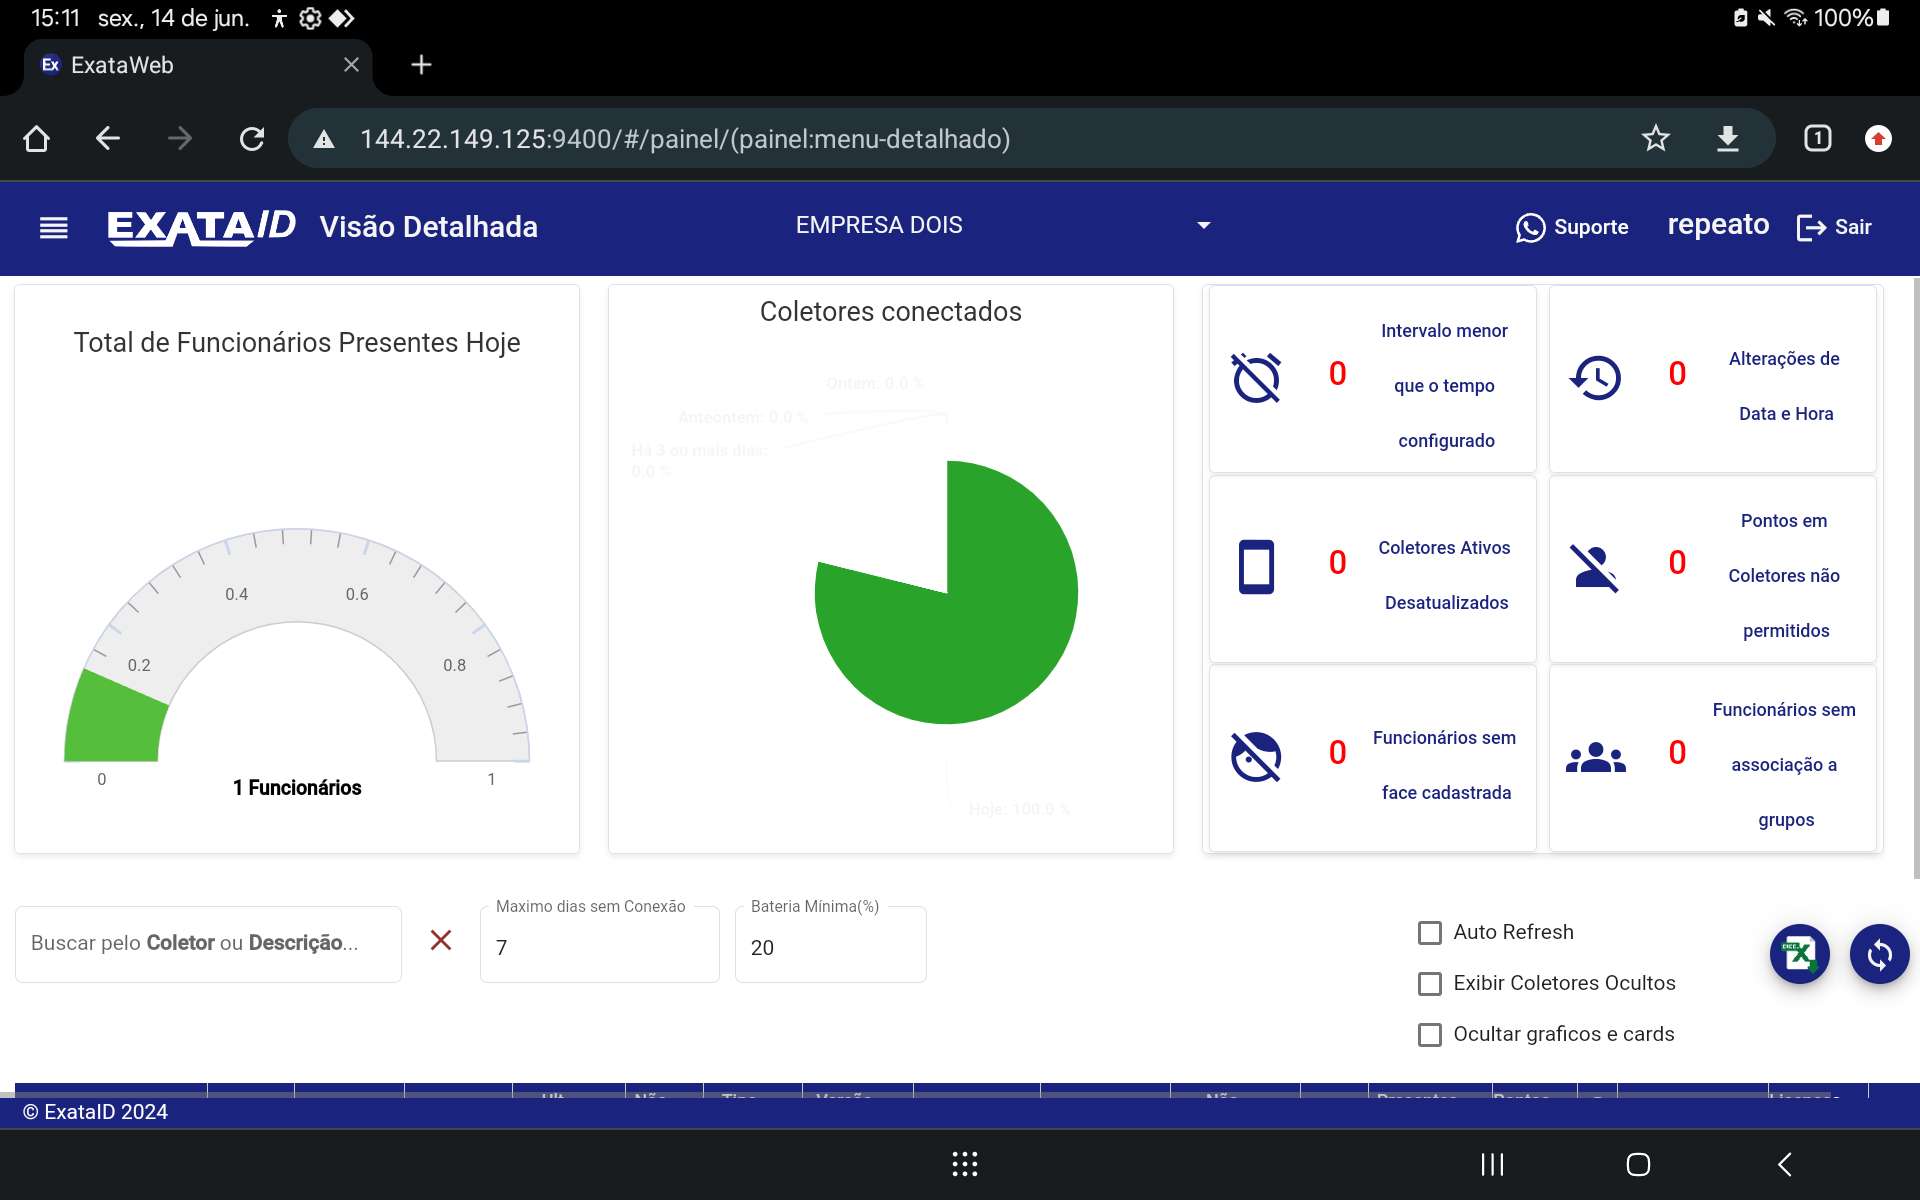 15:11 sex., 14 de jun. 100%
Ex ExataWeb
144.22.149.125:9400/#/painel/(painel:menu-detalhado) 1
EXATAID Visão Detalhada EMPRESA DOIS Suporte repeato Sair
Total de Funcionários Presentes Hoje
0
0.2
0.4
0.6
0.8
1
1 Funcionários
Coletores conectados
Ontem: 0.0 %
Anteontem: 0.0 %
Há 3 ou mais dias:
0.0 %
Hoje: 100.0 %
0 Intervalo menor
que o tempo
configurado
0 Alterações de
Data e Hora
0 Coletores Ativos
Desatualizados
0 Pontos em
Coletores não
permitidos
0 Funcionários sem
face cadastrada
0 Funcionários sem
associação a
grupos
Buscar pelo Coletor ou Descrição...
Maximo dias sem Conexão
7
Bateria Mínima(%)
20
Auto Refresh
Exibir Coletores Ocultos
Ocultar graficos e cards
© ExataID 2024